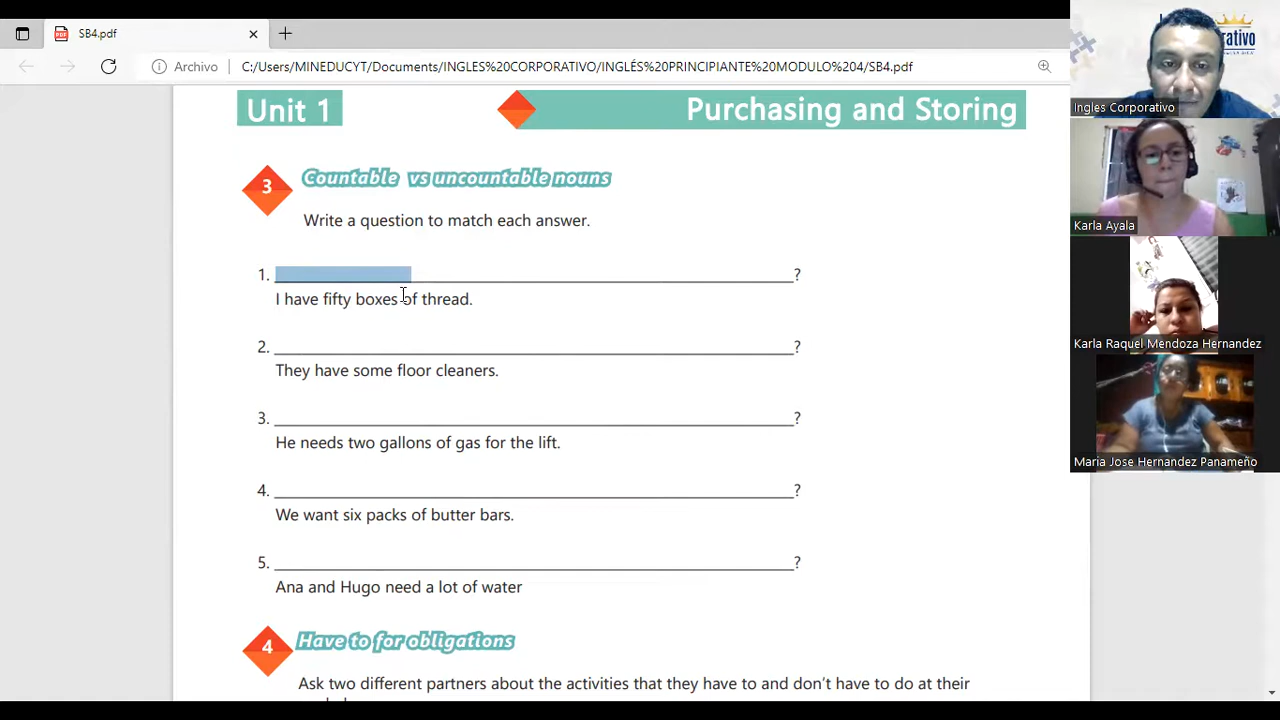 SB4.pdf
Archivo
C:/Users/MINEDUCYT/Documents/INGLES%20CORPORATIVO/INGLÉS%20PRINCIPIANTE%20MODULO%204/SB4.pdf
Unit 1
Purchasing and Storing
3
Countable vs uncountable nouns
Write a question to match each answer.
1. ?
I have fifty boxes of thread.
2. ?
They have some floor cleaners.
3. ?
He needs two gallons of gas for the lift.
4. ?
We want six packs of butter bars.
5. ?
Ana and Hugo need a lot of water
4
Have to for obligations
Ask two different partners about the activities that they have to and don't have to do at their
Ingles Corporativo
Karla Ayala
Karla Raquel Mendoza Hernandez
Maria Jose Hernandez Panameño